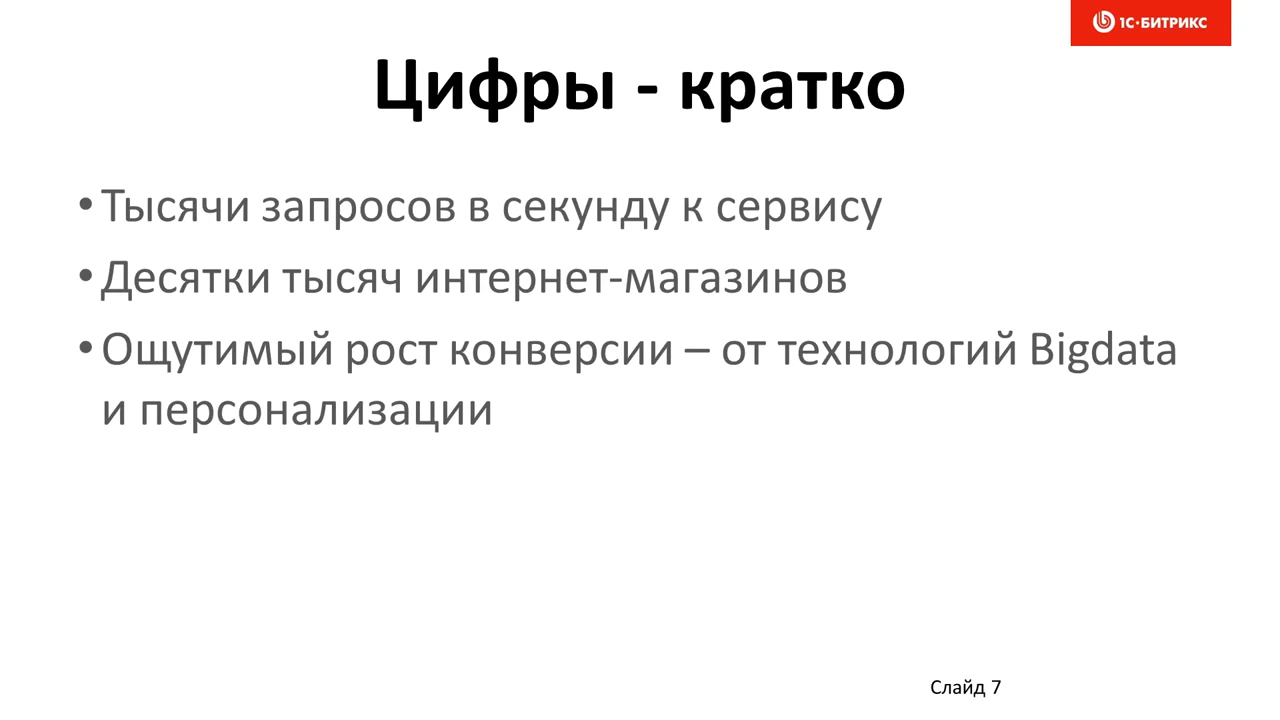 1С·БИТРИКС
Цифры - кратко
• Тысячи запросов в секунду к сервису
• Десятки тысяч интернет-магазинов
• Ощутимый рост конверсии – от технологий Bigdata
и персонализации
Слайд 7